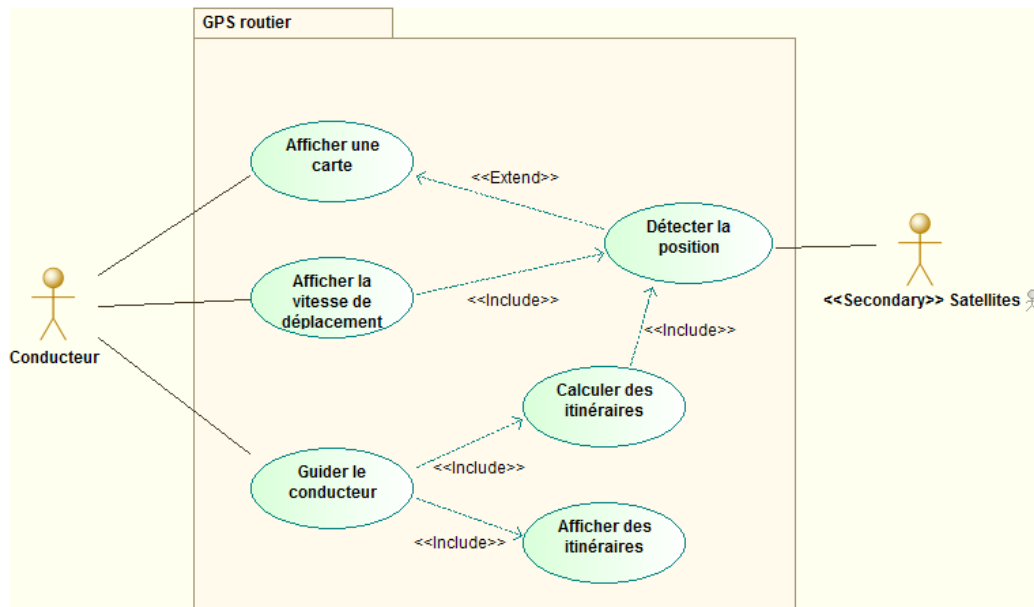 GPS routier
Afficher une
carte
<<Extend>>
Détecter la
position
<<Secondary>> Satellites
Afficher la
vitesse de
déplacement
<<Include>>
Conducteur
<<Include>>
Calculer des
itinéraires
<<Include>>
Guider le
conducteur
<<Include>>
Afficher des
itinéraires